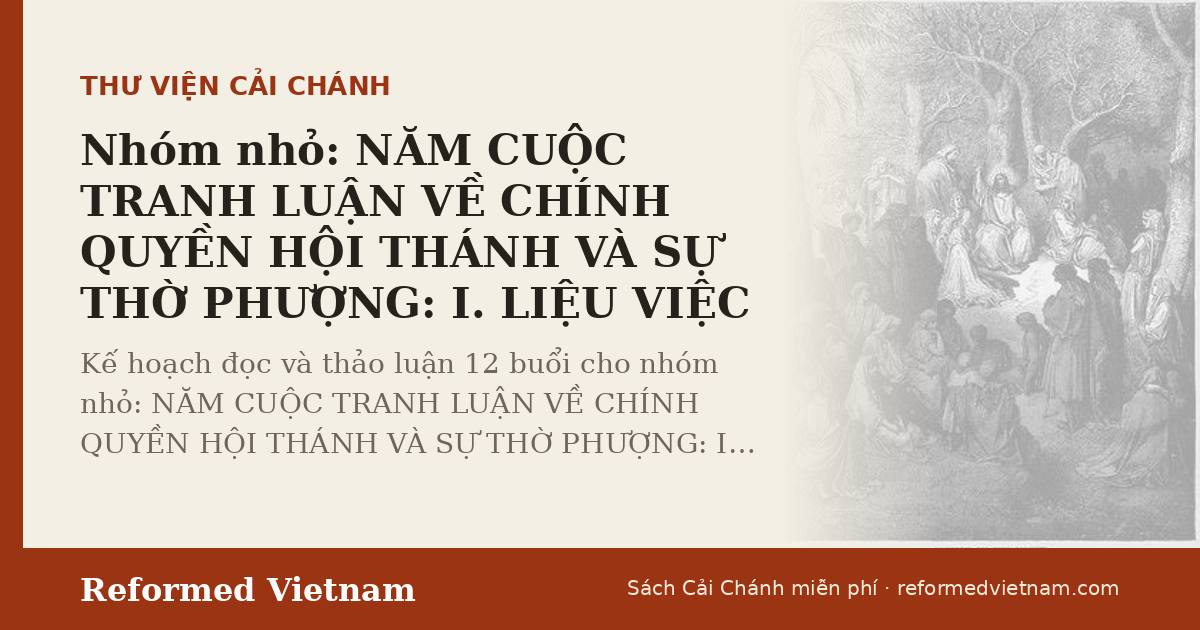 THƯ VIỆN CẢI CHÁNH
Nhóm nhỏ: NĂM CUỘC
TRANH LUẬN VỀ CHÍNH
QUYỀN HỘI THÁNH VÀ SỰ
THỜ PHƯỢNG: I. LIỆU VIỆC
Kế hoạch đọc và thảo luận 12 buổi cho nhóm
nhỏ: NĂM CUỘC TRANH LUẬN VỀ CHÍNH
QUYỀN HỘI THÁNH VÀ SỰ THỜ PHƯỢNG: I...
Reformed Vietnam
Sách Cải Chánh miễn phí · reformedvietnam.com